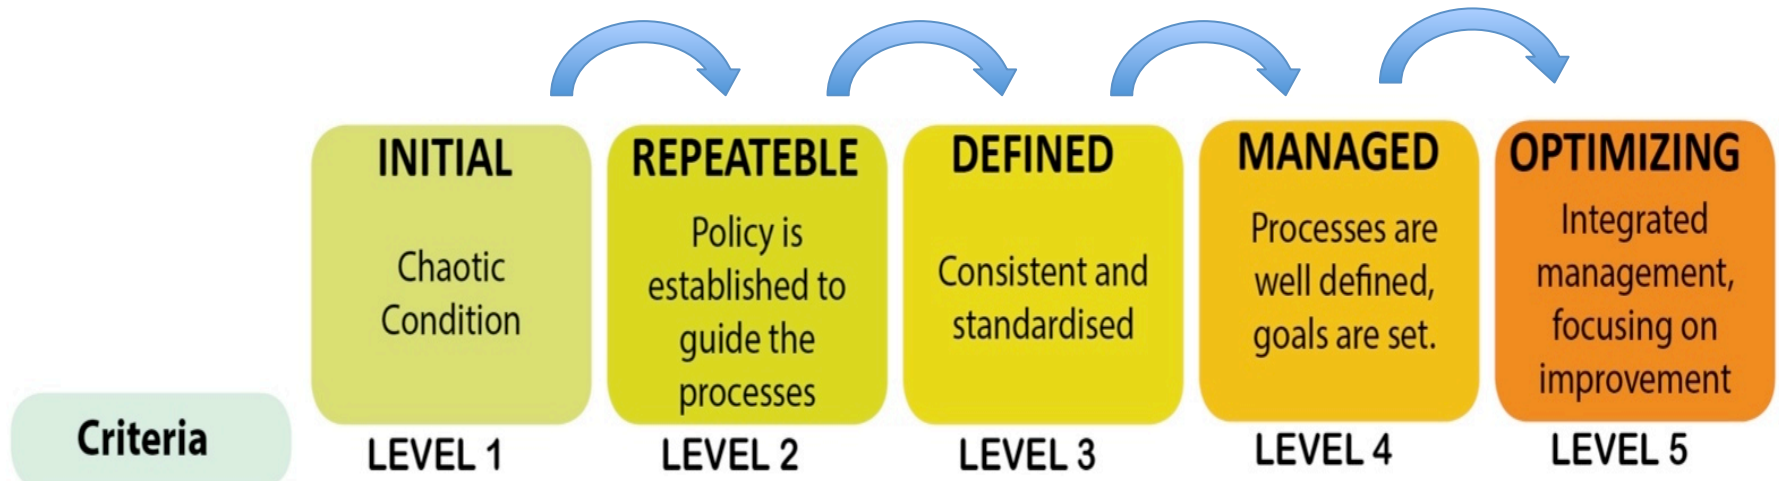 INITIAL
Chaotic
Condition
LEVEL 1
REPEATEBLE
Policy is
established to
guide the
processes
LEVEL 2
DEFINED
Consistent and
standardised
LEVEL 3
MANAGED
Processes are
well defined,
goals are set.
LEVEL 4
OPTIMIZING
Integrated
management,
focusing on
improvement
LEVEL 5
Criteria